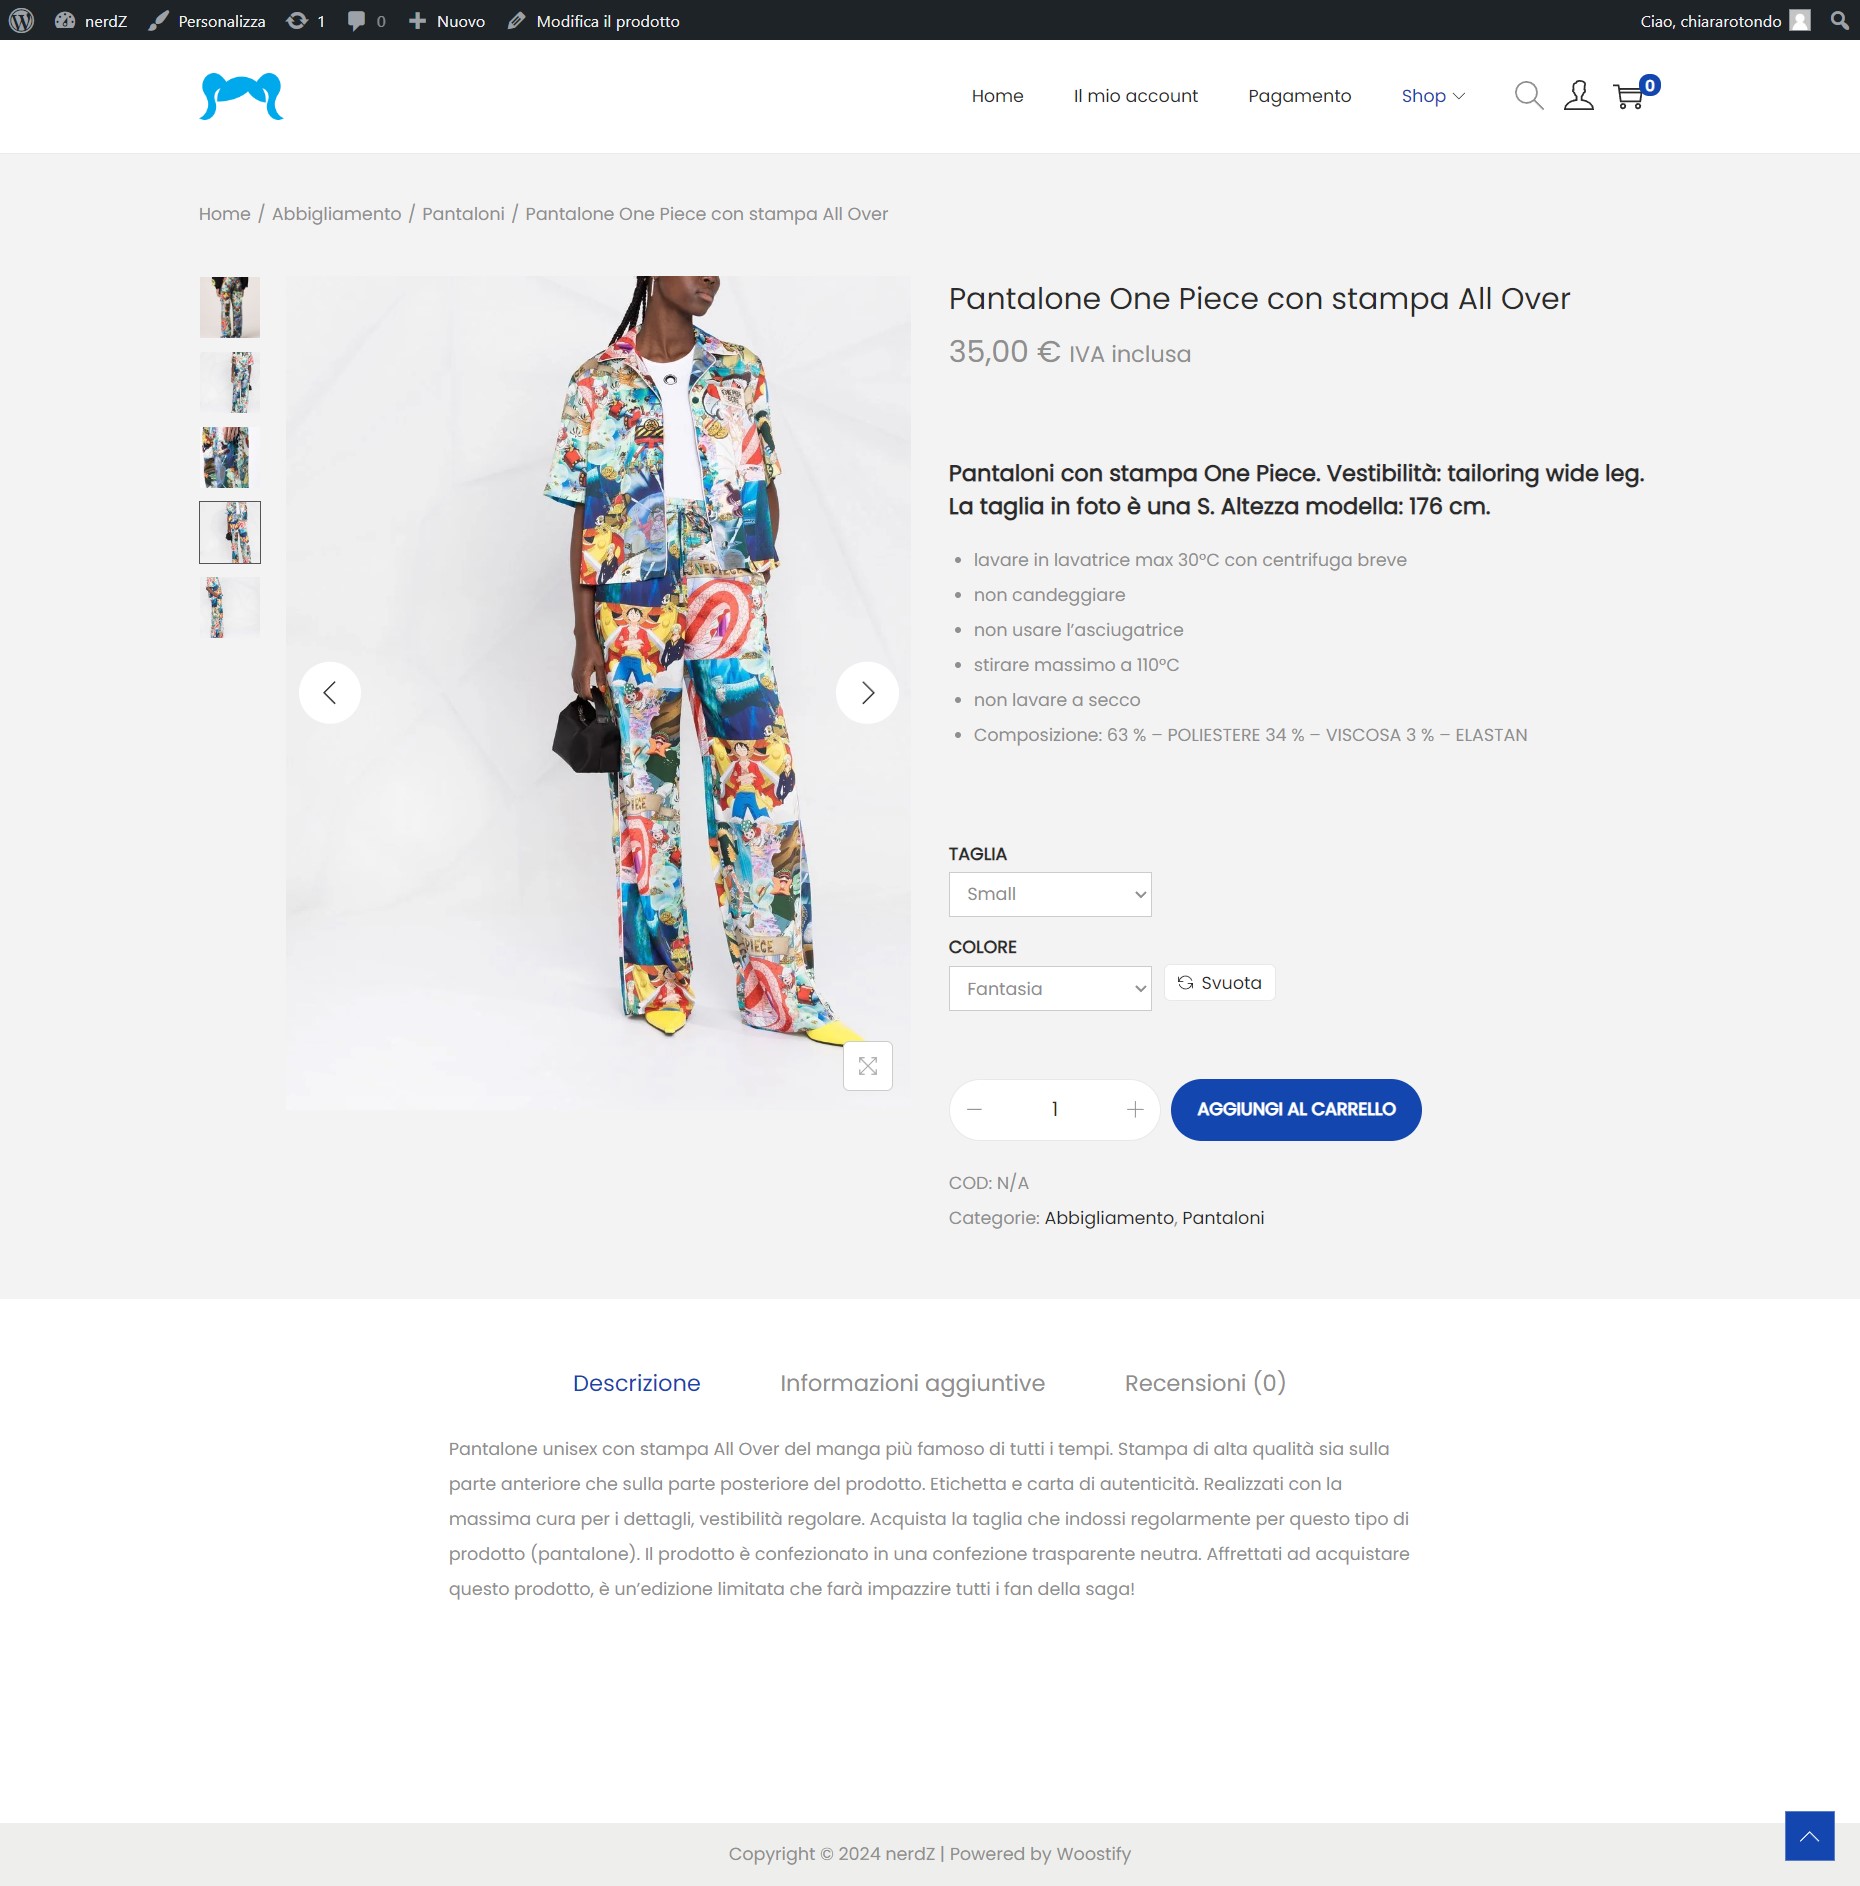 nerdZ Personalizza 1 0 Nuovo Modifica il prodotto Ciao, chiararotondo
Home Il mio account Pagamento Shop 0
Home / Abbigliamento / Pantaloni / Pantalone One Piece con stampa All Over
Pantalone One Piece con stampa All Over
35,00 € IVA inclusa
Pantaloni con stampa One Piece. Vestibilità: tailoring wide leg.
La taglia in foto è una S. Altezza modella: 176 cm.
• lavare in lavatrice max 30°C con centrifuga breve
• non candeggiare
• non usare l’asciugatrice
• stirare massimo a 110°C
• non lavare a secco
• Composizione: 63 % – POLIESTERE 34 % – VISCOSA 3 % – ELASTAN
TAGLIA
Small
COLORE
Fantasia Svuota
1 AGGIUNGI AL CARRELLO
COD: N/A
Categorie: Abbigliamento, Pantaloni
Descrizione Informazioni aggiuntive Recensioni (0)
Pantalone unisex con stampa All Over del manga più famoso di tutti i tempi. Stampa di alta qualità sia sulla
parte anteriore che sulla parte posteriore del prodotto. Etichetta e carta di autenticità. Realizzati con la
massima cura per i dettagli, vestibilità regolare. Acquista la taglia che indossi regolarmente per questo tipo di
prodotto (pantalone). Il prodotto è confezionato in una confezione trasparente neutra. Affrettati ad acquistare
questo prodotto, è un’edizione limitata che farà impazzire tutti i fan della saga!
Copyright © 2024 nerdZ | Powered by Woostify